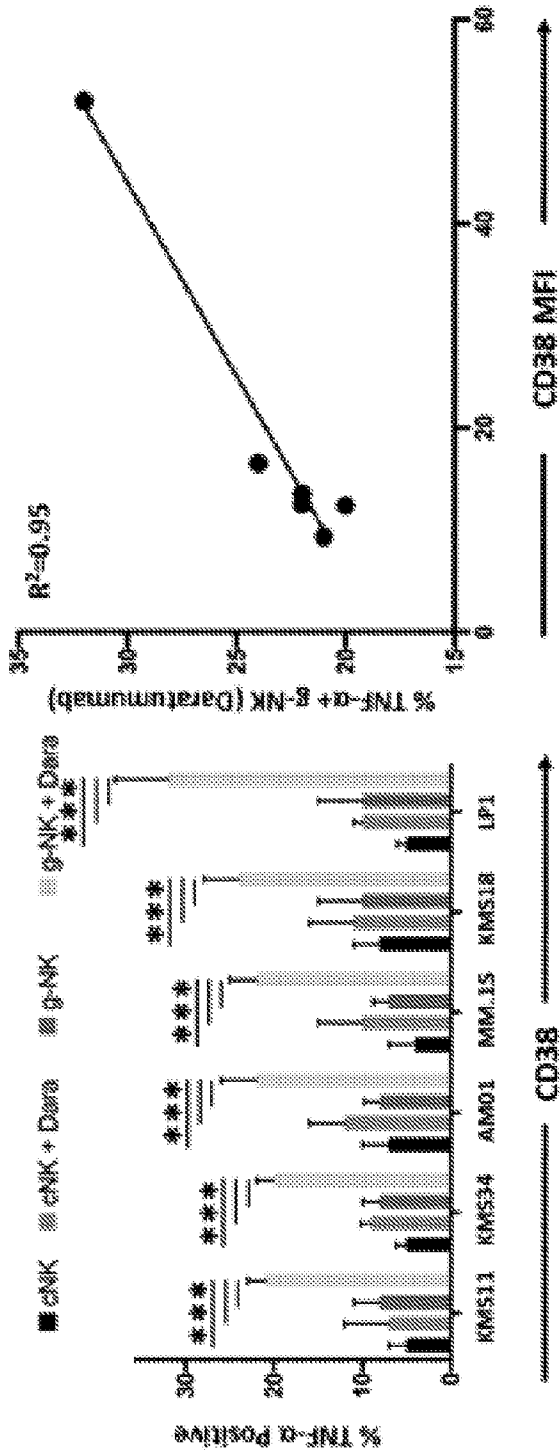 cNK
cNK + Dara
g-NK
g-NK + Dara
% TNF-α Positive
30
20
10
0
***
***
***
***
***
***
KMS11
KMS34
AM01
MM.1S
KMS18
LP1
CD38
% TNF-α+ g-NK (Daratumumab)
35
30
25
20
15
R²=0.95
0
20
40
60
CD38 MFI